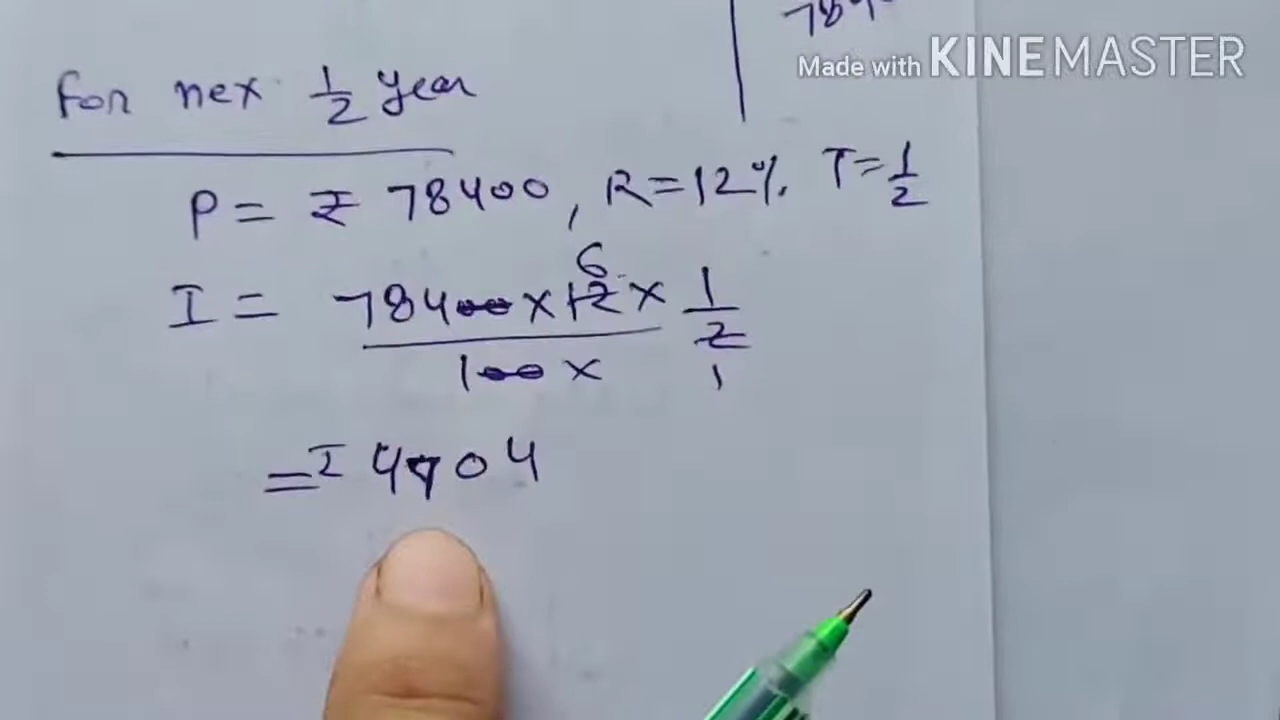 Made with KINEMASTER
For nex 1/2 year
P = ₹ 78400, R = 12% T = 1/2
6
I = 78400 x 12 x 1
100 x 2
1
= I 4704